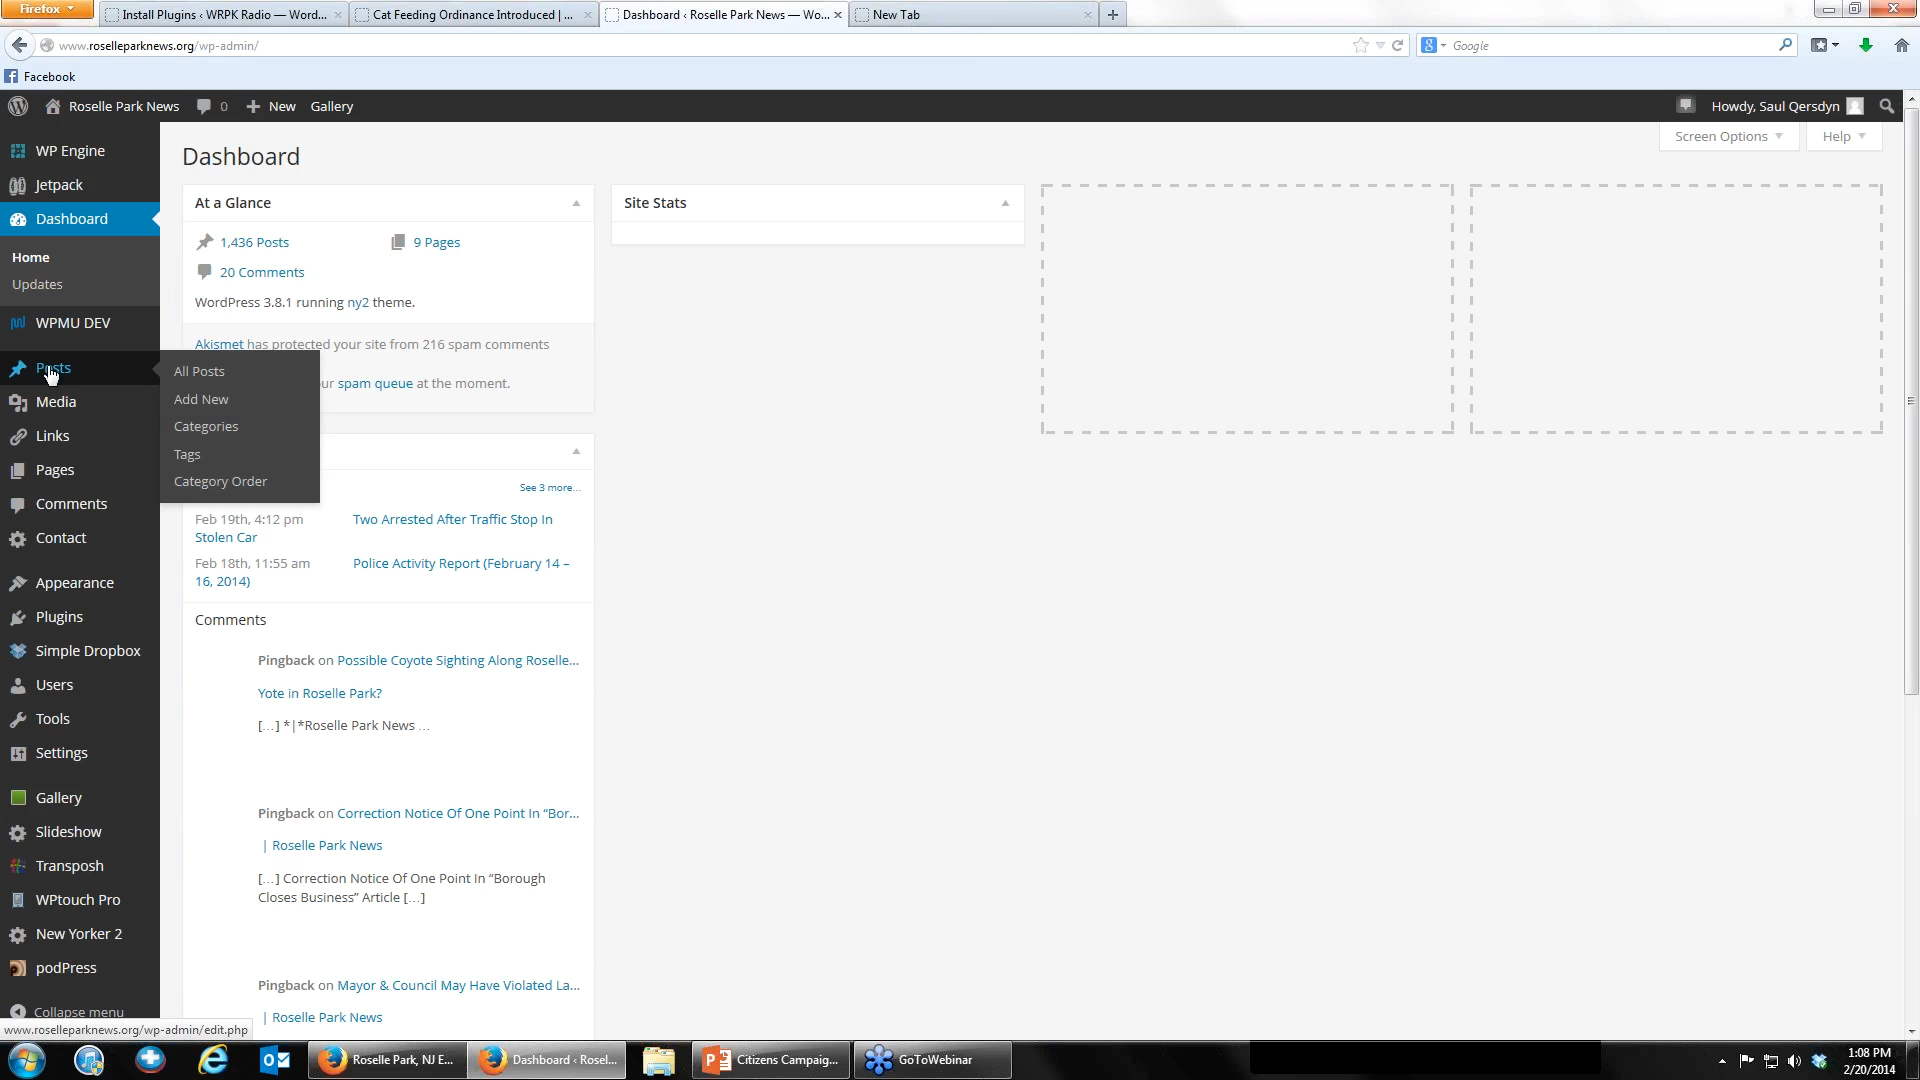 Firefox
Install Plugins ‹ WRPK Radio — Word...
Cat Feeding Ordinance Introduced | ...
Dashboard ‹ Roselle Park News — Wo...
New Tab
www.roselleparknews.org/wp-admin/
Google
Facebook
Roselle Park News
0
New
Gallery
Howdy, Saul Qersdyn
WP Engine
Jetpack
Dashboard
Home
Updates
WPMU DEV
Posts
Media
Links
Pages
Comments
Contact
Appearance
Plugins
Simple Dropbox
Users
Tools
Settings
Gallery
Slideshow
Transposh
WPtouch Pro
New Yorker 2
podPress
Collapse menu
All Posts
Add New
Categories
Tags
Category Order
Screen Options
Help
Dashboard
At a Glance
1,436 Posts
9 Pages
20 Comments
WordPress 3.8.1 running ny2 theme.
Akismet has protected your site from 216 spam comments
ur spam queue at the moment.
Site Stats
See 3 more...
Feb 19th, 4:12 pm Two Arrested After Traffic Stop In
Stolen Car
Feb 18th, 11:55 am Police Activity Report (February 14 –
16, 2014)
Comments
Pingback on Possible Coyote Sighting Along Roselle...
Yote in Roselle Park?
[…] *|*Roselle Park News …
Pingback on Correction Notice Of One Point In “Bor...
| Roselle Park News
[…] Correction Notice Of One Point In “Borough
Closes Business” Article […]
Pingback on Mayor & Council May Have Violated La...
| Roselle Park News
www.roselleparknews.org/wp-admin/edit.php
Roselle Park, NJ E...
Dashboard ‹ Rosel...
Citizens Campaig...
GoToWebinar
1:08 PM
2/20/2014